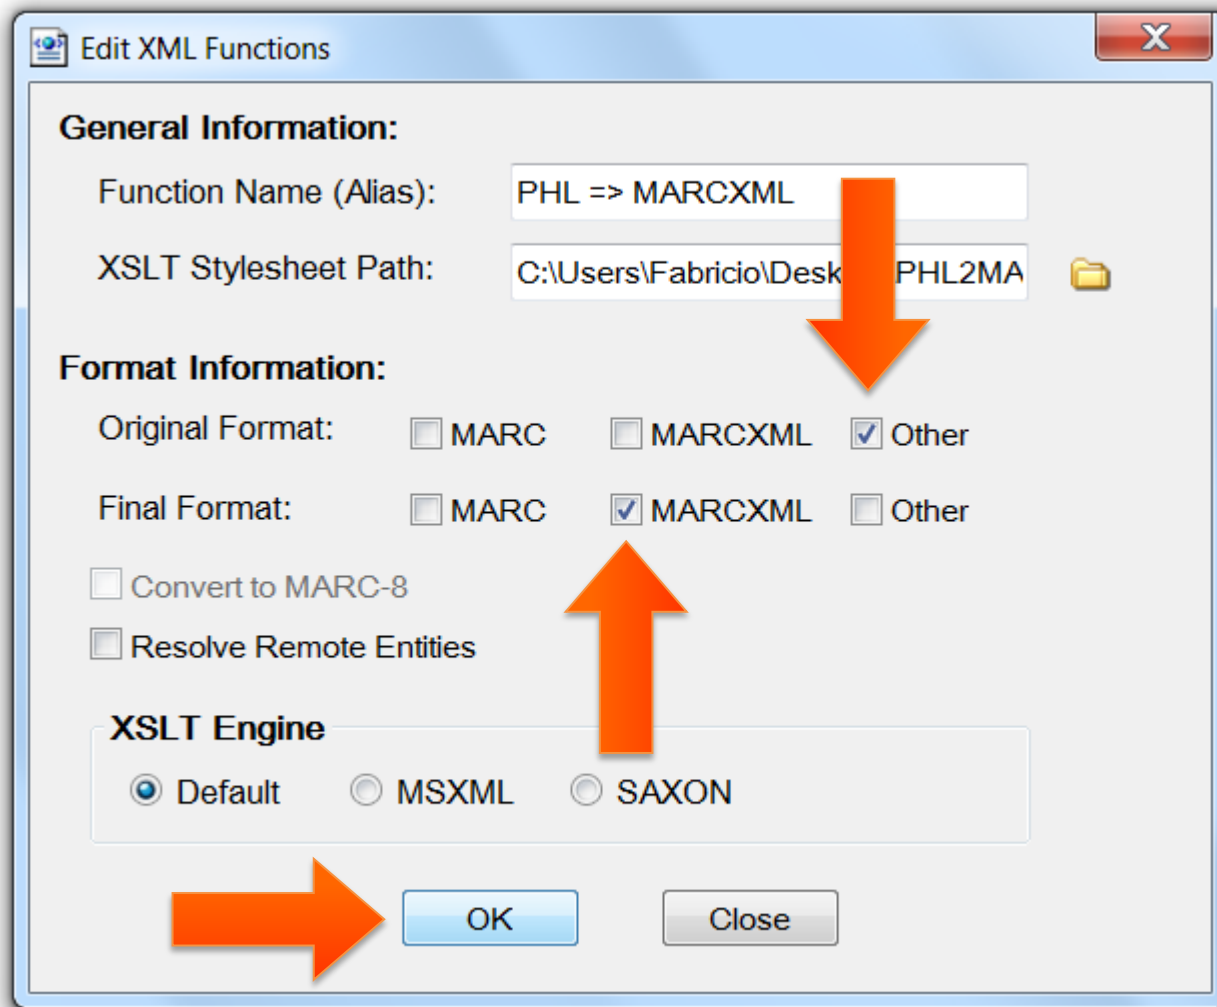 Edit XML Functions
General Information:
Function Name (Alias): PHL => MARCXML
XSLT Stylesheet Path: C:\Users\Fabricio\Desk PHL2MA
Format Information:
Original Format: MARC MARCXML Other
Final Format: MARC MARCXML Other
Convert to MARC-8
Resolve Remote Entities
XSLT Engine
Default MSXML SAXON
OK Close